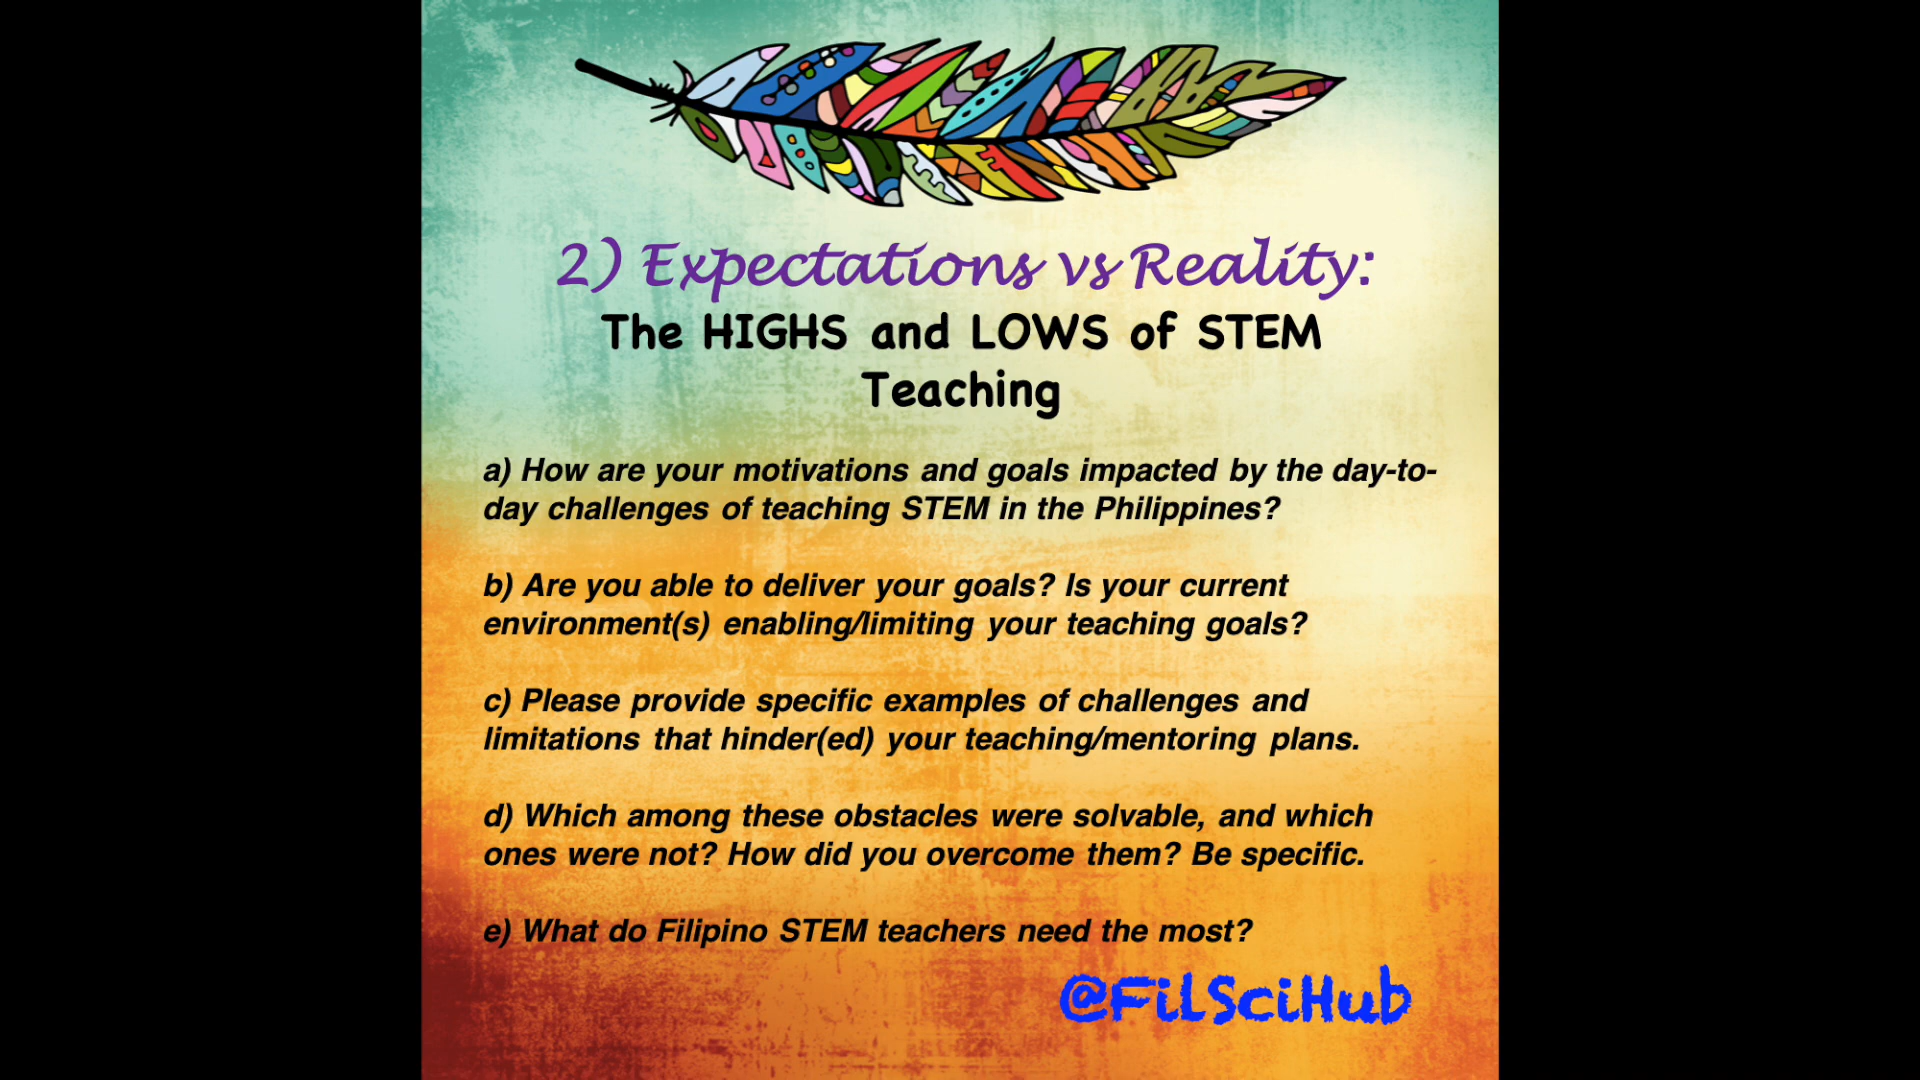 2) Expectations vs Reality:
The HIGHS and LOWS of STEM
Teaching
a) How are your motivations and goals impacted by the day-to-
day challenges of teaching STEM in the Philippines?
b) Are you able to deliver your goals? Is your current
environment(s) enabling/limiting your teaching goals?
c) Please provide specific examples of challenges and
limitations that hinder(ed) your teaching/mentoring plans.
d) Which among these obstacles were solvable, and which
ones were not? How did you overcome them? Be specific.
e) What do Filipino STEM teachers need the most?
@FilSciHub